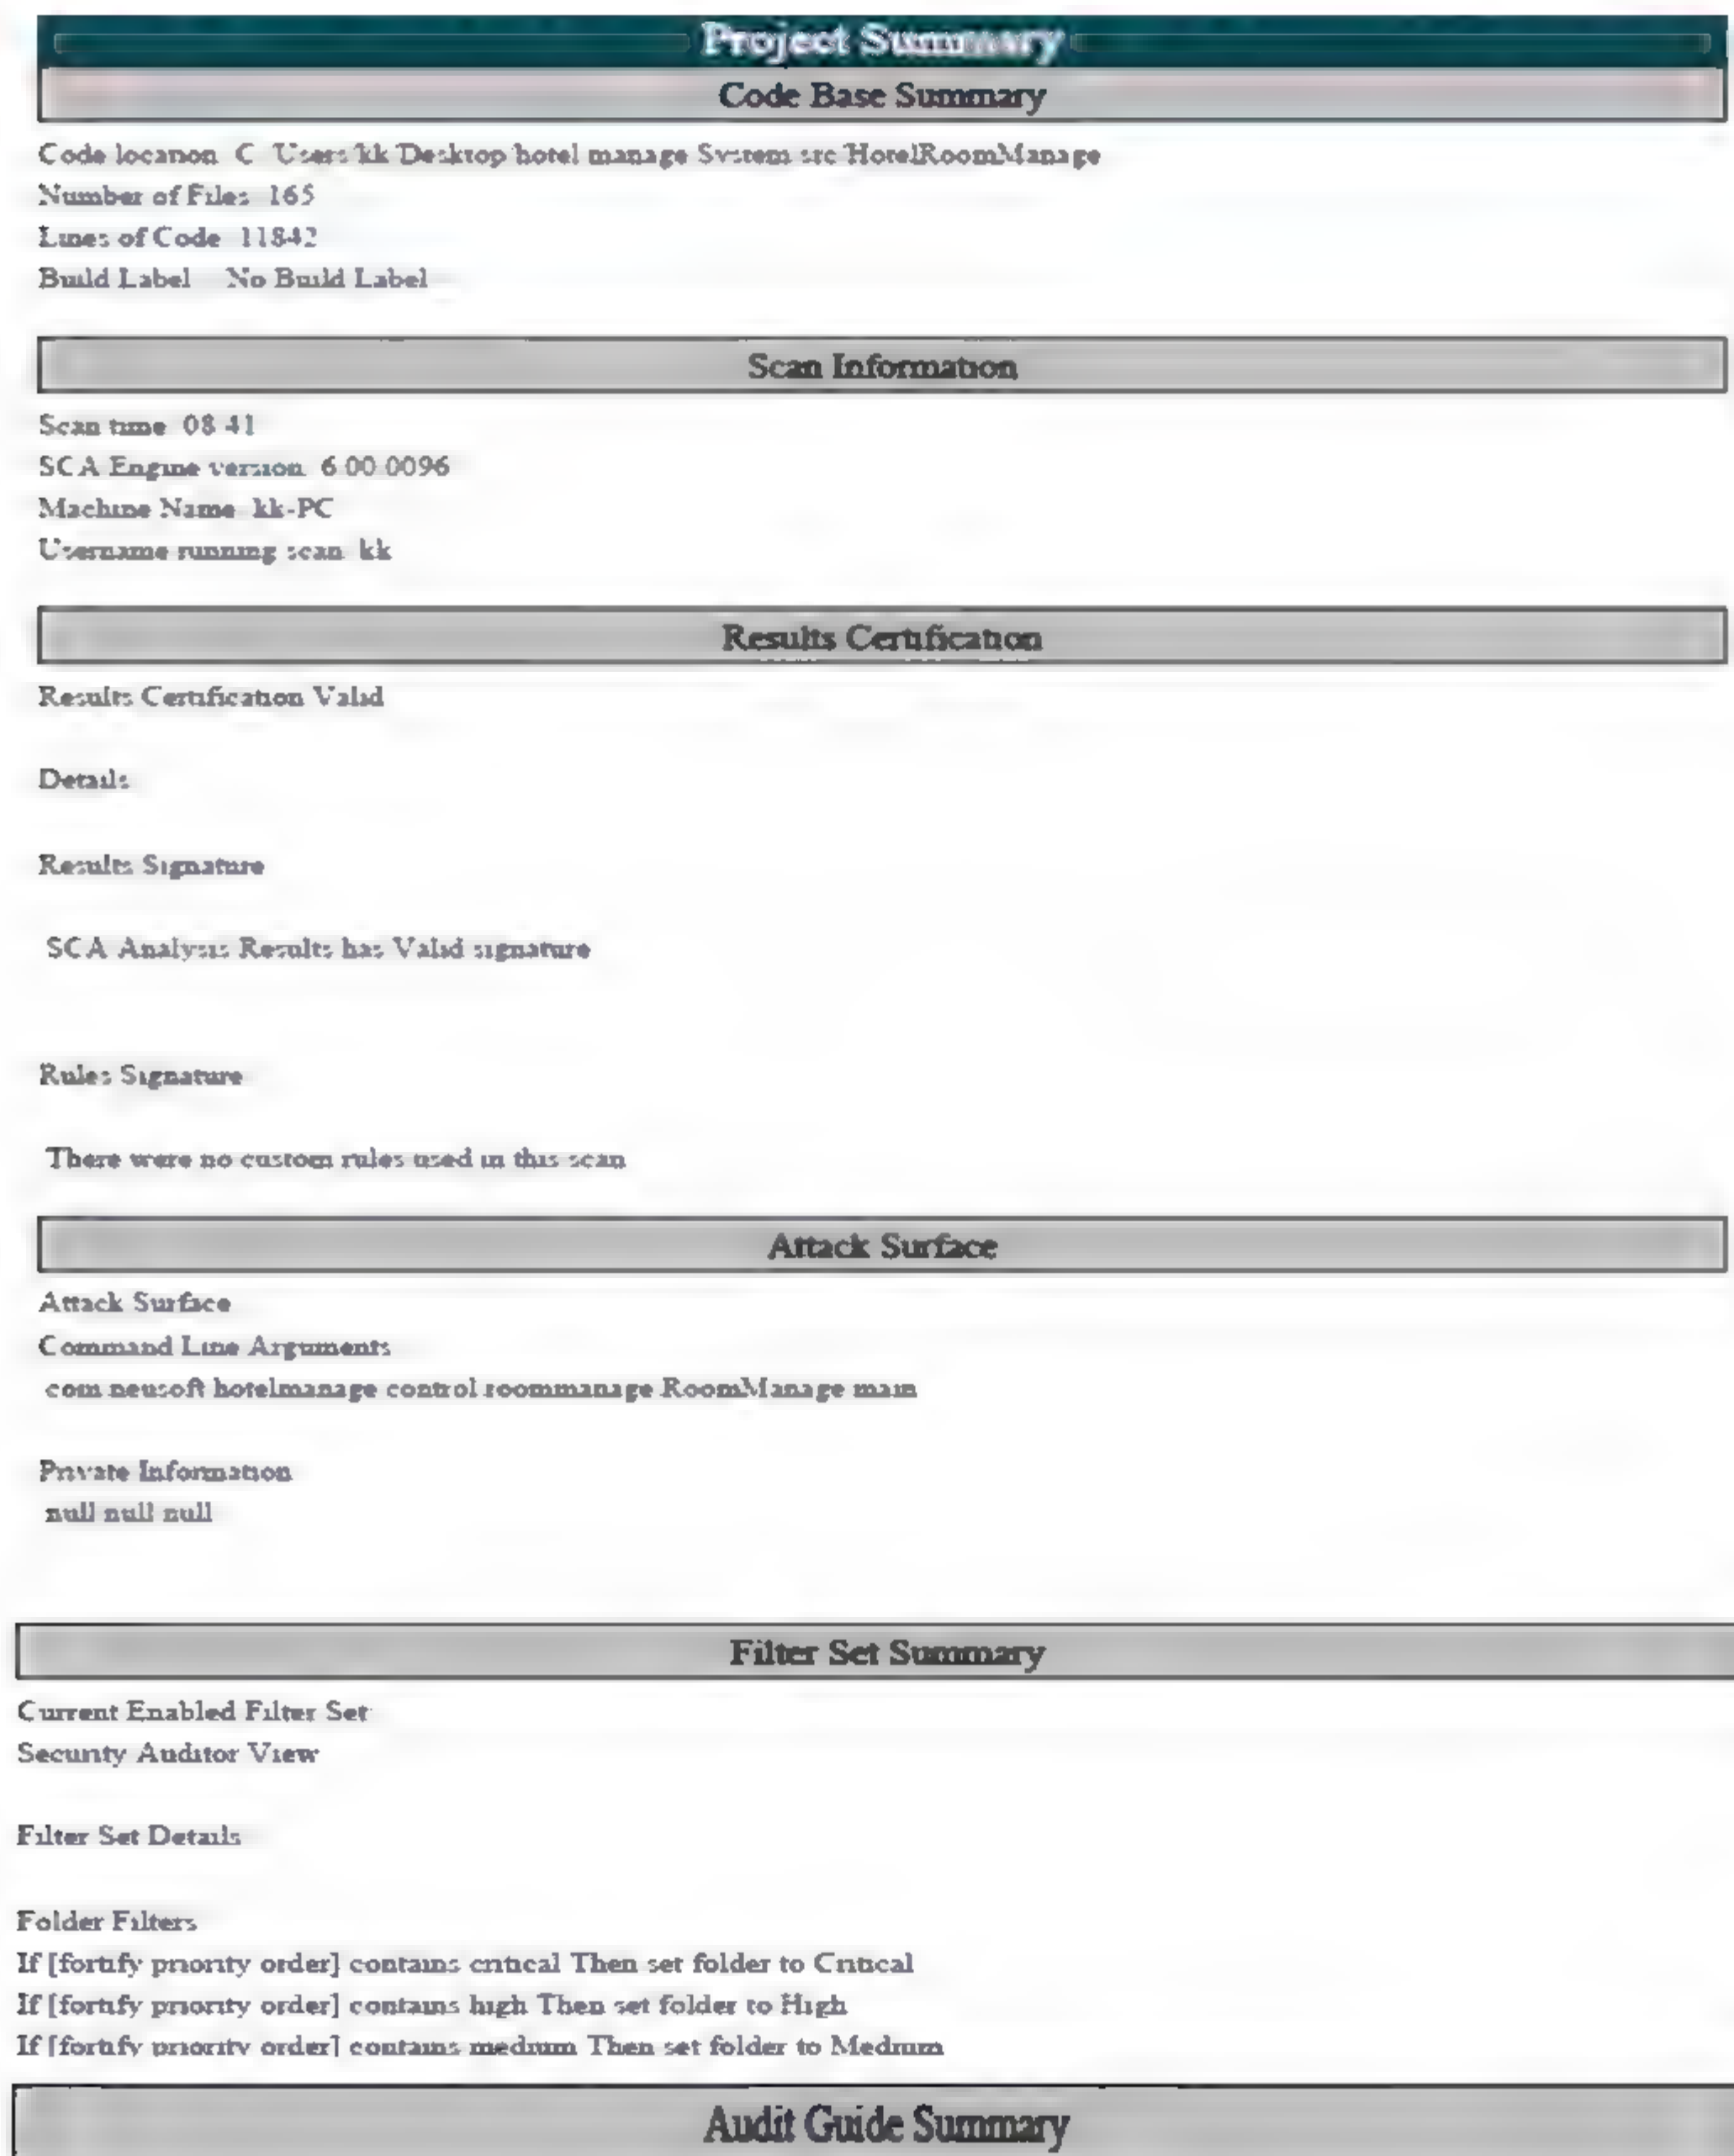 Project Summary
Code Base Summary
Code location C Users kk Desktop hotel manage System src HotelRoomManage
Number of Files 165
Lines of Code 11842
Build Label No Build Label
Scan Information
Scan time 08 41
SCA Engine version 6 00 0096
Machine Name kk-PC
Username running scan kk
Results Certification
Results Certification Valid
Details
Results Signature
SCA Analysis Results has Valid signature
Rules Signature
There were no custom rules used in this scan
Attack Surface
Attack Surface
Command Line Arguments
com neusoft hotelmanage control roommanage RoomManage main
Private Information
null null null
Filter Set Summary
Current Enabled Filter Set
Security Auditor View
Filter Set Details
Folder Filters
If [fortify priority order] contains critical Then set folder to Critical
If [fortify priority order] contains high Then set folder to High
If [fortify priority order] contains medium Then set folder to Medium
Audit Guide Summary